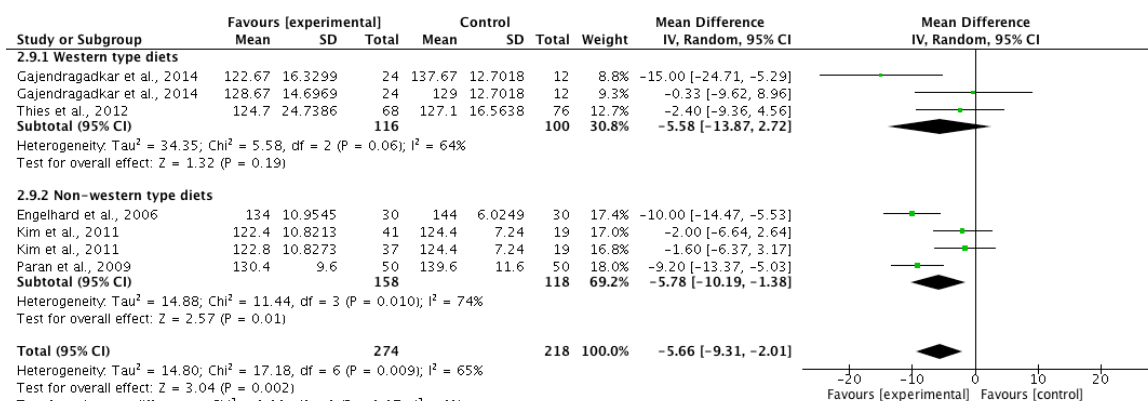 Favours [experimental] Control Mean Difference Mean Difference
Study or Subgroup Mean SD Total Mean SD Total Weight IV, Random, 95% CI IV, Random, 95% CI
2.9.1 Western type diets
Gajendragadkar et al., 2014 122.67 16.3299 24 137.67 12.7018 12 8.8% -15.00 [-24.71, -5.29]
Gajendragadkar et al., 2014 128.67 14.6969 24 129 12.7018 12 9.3% -0.33 [-9.62, 8.96]
Thies et al., 2012 124.7 24.7386 68 127.1 16.5638 76 12.7% -2.40 [-9.36, 4.56]
Subtotal (95% CI) 116 100 30.8% -5.58 [-13.87, 2.72]
Heterogeneity: Tau² = 34.35; Chi² = 5.58, df = 2 (P = 0.06); I² = 64%
Test for overall effect: Z = 1.32 (P = 0.19)
2.9.2 Non-western type diets
Engelhard et al., 2006 134 10.9545 30 144 6.0249 30 17.4% -10.00 [-14.47, -5.53]
Kim et al., 2011 122.4 10.8213 41 124.4 7.24 19 17.0% -2.00 [-6.64, 2.64]
Kim et al., 2011 122.8 10.8273 37 124.4 7.24 19 16.8% -1.60 [-6.37, 3.17]
Paran et al., 2009 130.4 9.6 50 139.6 11.6 50 18.0% -9.20 [-13.37, -5.03]
Subtotal (95% CI) 158 118 69.2% -5.78 [-10.19, -1.38]
Heterogeneity: Tau² = 14.88; Chi² = 11.44, df = 3 (P = 0.010); I² = 74%
Test for overall effect: Z = 2.57 (P = 0.01)
Total (95% CI) 274 218 100.0% -5.66 [-9.31, -2.01]
Heterogeneity: Tau² = 14.80; Chi² = 17.18, df = 6 (P = 0.009); I² = 65%
Test for overall effect: Z = 3.04 (P = 0.002)
-20 -10 0 10 20
Favours [experimental] Favours [control]